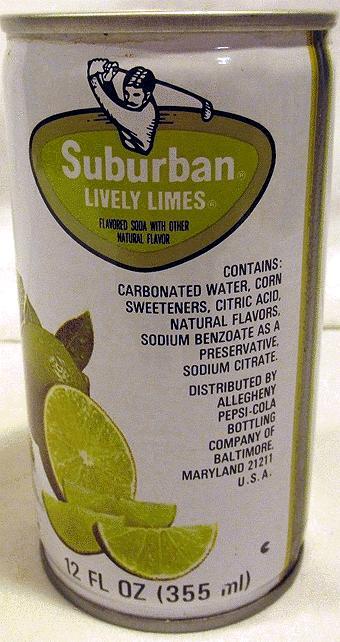 Suburban®
LIVELY LIMES®
FLAVORED SODA WITH OTHER
NATURAL FLAVOR
CONTAINS:
CARBONATED WATER, CORN
SWEETENERS, CITRIC ACID,
NATURAL FLAVORS,
SODIUM BENZOATE AS A
PRESERVATIVE,
SODIUM CITRATE.
DISTRIBUTED BY
ALLEGHENY
PEPSI-COLA
BOTTLING
COMPANY OF
BALTIMORE,
MARYLAND 21211
U.S.A.
12 FL OZ (355 ml)